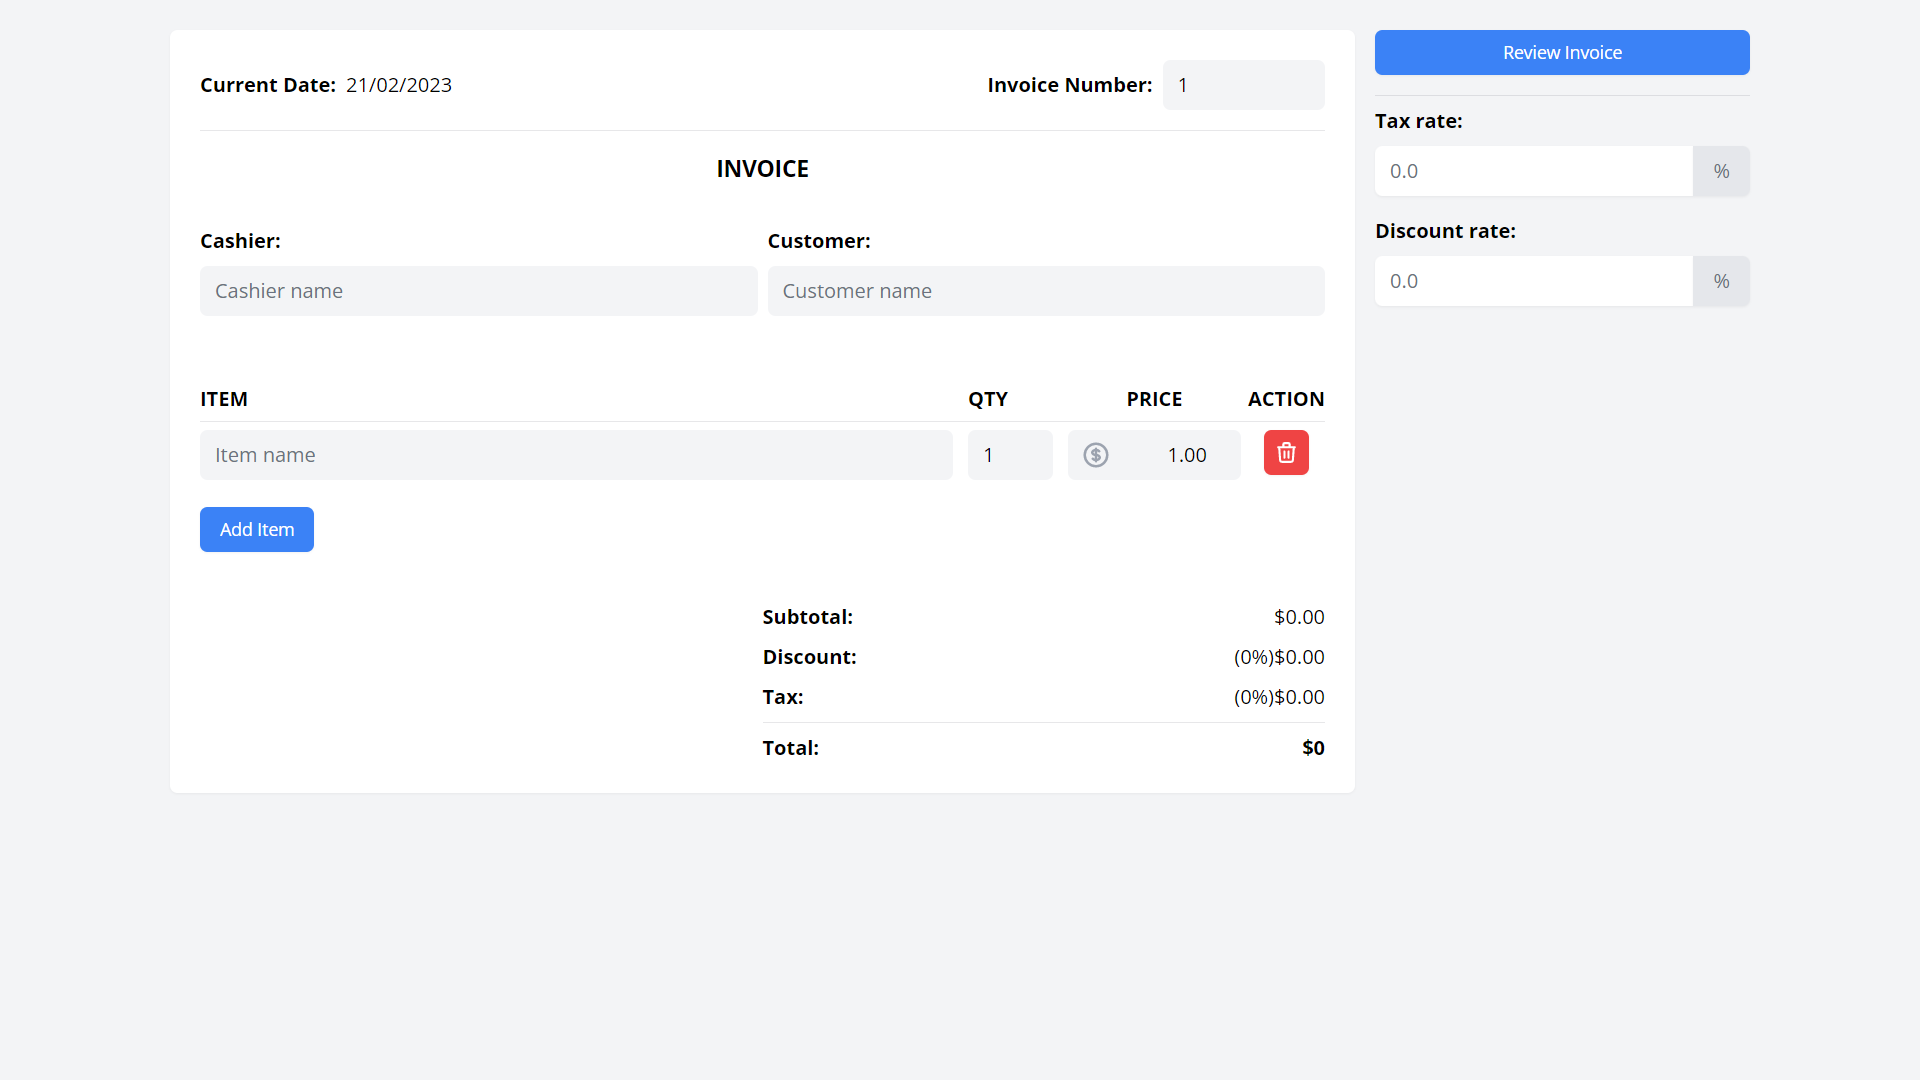 Current Date: 21/02/2023
Invoice Number: 1
Review Invoice
INVOICE
Cashier:
Cashier name
Customer:
Customer name
ITEM QTY PRICE ACTION
Item name 1 $ 1.00
Add Item
Subtotal: $0.00
Discount: (0%)$0.00
Tax: (0%)$0.00
Total: $0
Tax rate:
0.0 %
Discount rate:
0.0 %